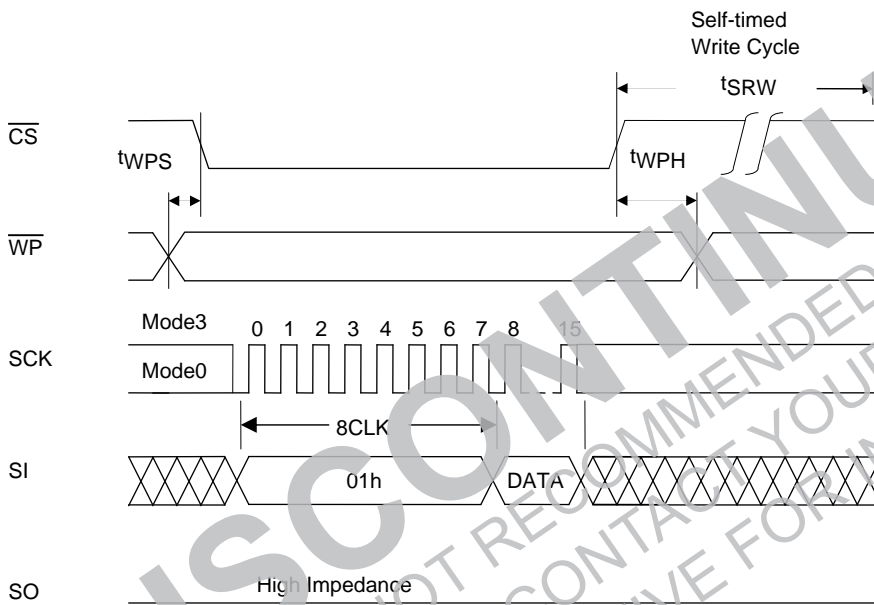 Self-timed
Write Cycle
tSRW
CS
tWPS
tWPH
WP
Mode3
0 1 2 3 4 5 6 7 8 15
SCK
Mode0
8CLK
SI
01h
DATA
SO
High Impedance